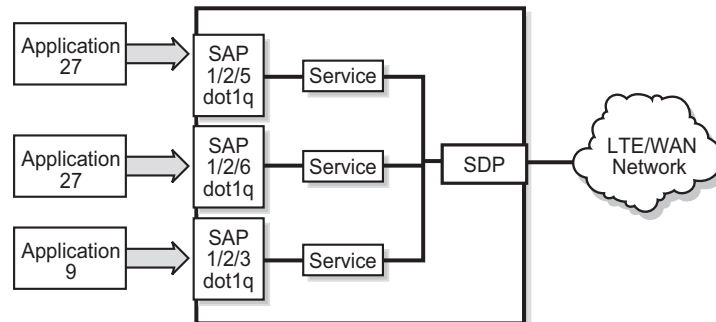 Application
27
SAP
1/2/5
dot1q
Service
Application
27
SAP
1/2/6
dot1q
Service
SDP
LTE/WAN
Network
Application
9
SAP
1/2/3
dot1q
Service